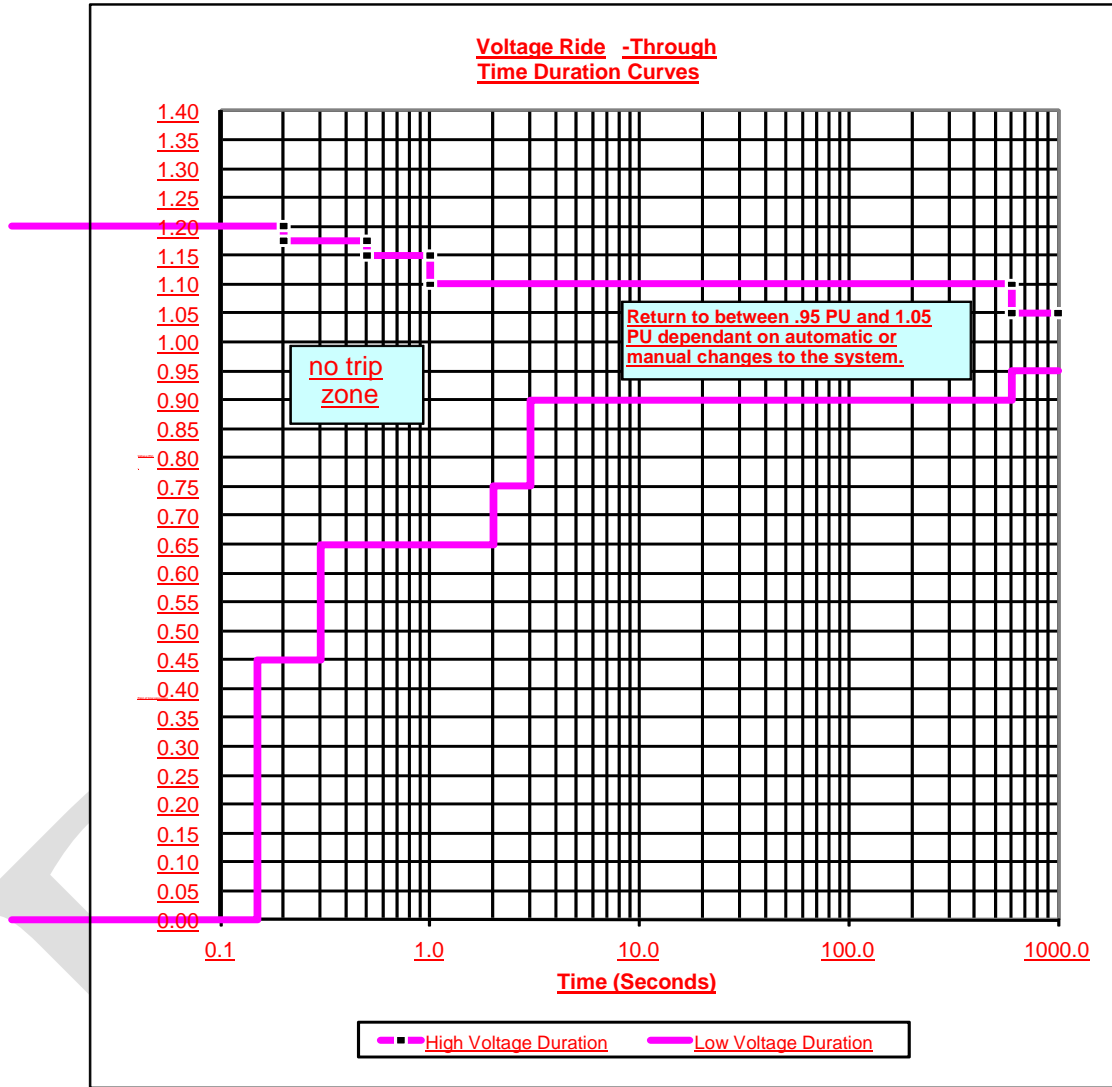 Voltage Ride -Through
Time Duration Curves
1.40
1.35
1.30
1.25
1.20
1.15
1.10
1.05
1.00
0.95
0.90
0.85
0.80
0.75
0.70
0.65
0.60
0.55
0.50
0.45
0.40
0.35
0.30
0.25
0.20
0.15
0.10
0.05
0.00
no trip
zone
Return to between .95 PU and 1.05
PU dependant on automatic or
manual changes to the system.
0.1 1.0 10.0 100.0 1000.0
Time (Seconds)
High Voltage Duration Low Voltage Duration